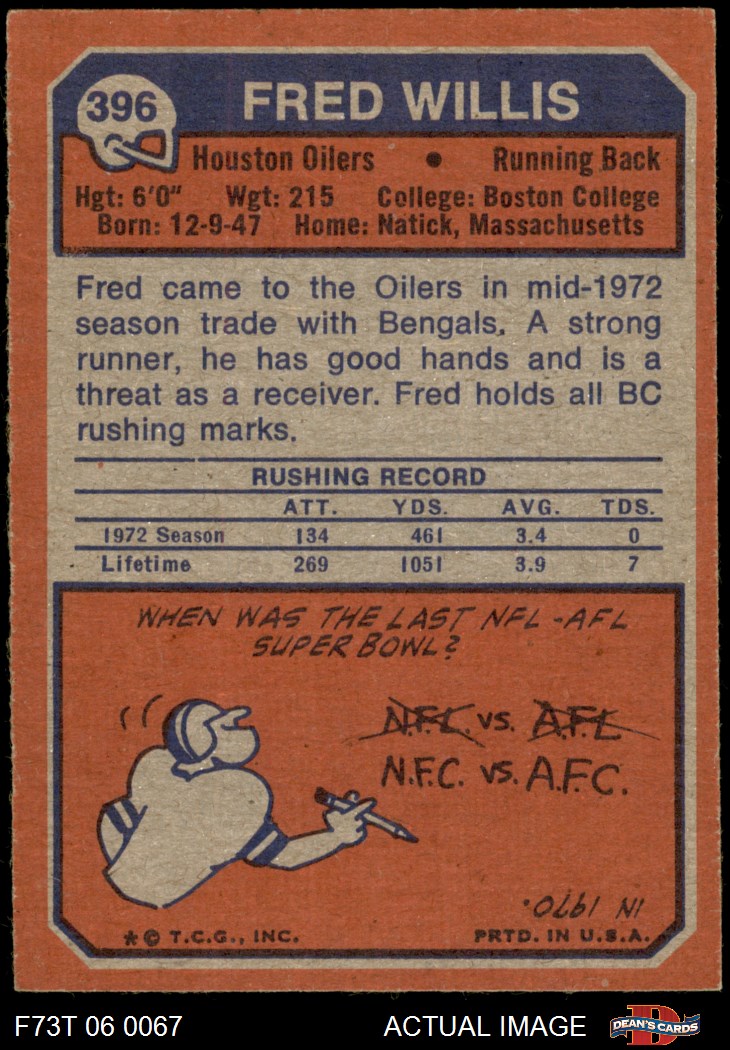 396
FRED WILLIS
Houston Oilers • Running Back
Hgt: 6'0" Wgt: 215 College: Boston College
Born: 12-9-47 Home: Natick, Massachusetts
Fred came to the Oilers in mid-1972
season trade with Bengals. A strong
runner, he has good hands and is a
threat as a receiver. Fred holds all BC
rushing marks.
RUSHING RECORD
ATT. YDS. AVG. TDS.
1972 Season 134 461 3.4 0
Lifetime 269 1051 3.9 7
WHEN WAS THE LAST NFL-AFL
SUPER BOWL?
N.F.L. vs. A.F.L.
N.F.C. vs. A.F.C.
IN 1970.
* © T.C.G., INC. PRTD. IN U.S.A.
F73T 06 0067 ACTUAL IMAGE
D
DEAN'S CARDS